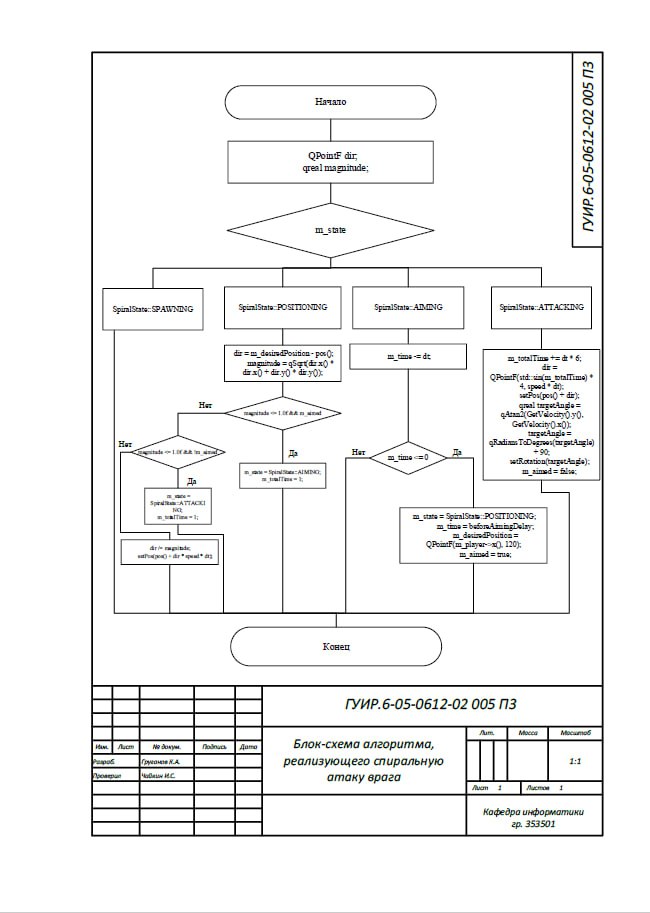 ГУИР.6-05-0612-02 005 ПЗ
Начало
QPointF dir;
qreal magnitude;
m_state
SpiralState::SPAWNING
SpiralState::POSITIONING
SpiralState::AIMING
SpiralState::ATTACKING
dir = m_desiredPosition - pos();
magnitude = qSqrt(dir.x() *
dir.x() + dir.y() * dir.y());
m_time -= dt;
m_totalTime += dt * 6;
dir =
QPointF(std::sin(m_totalTime) *
4, speed * dt);
setPos(pos() + dir);
qreal targetAngle =
qAtan2(GetVelocity().y(),
GetVelocity().x());
targetAngle =
qRadiansToDegrees(targetAngle)
+ 90;
setRotation(targetAngle);
m_aimed = false;
Нет
magnitude <= 1.0f && m_aimed
Да
Нет
magnitude <= 1.0f && !m_aimed
Да
Нет
m_time <= 0
Да
m_state = SpiralState::AIMING;
m_totalTime = 1;
m_state =
SpiralState::ATTACKI
NG;
m_totalTime = 1;
m_state = SpiralState::POSITIONING;
m_time = beforeAimingDelay;
m_desiredPosition =
QPointF(m_player->x(), 120);
m_aimed = true;
dir /= magnitude;
setPos(pos() + dir * speed * dt);
Конец
ГУИР.6-05-0612-02 005 ПЗ
Изм. Лист № докум. Подпись Дата
Разраб. Груганов К.А.
Проверил Чайкин И.С.
Блок-схема алгоритма,
реализующего спиральную
атаку врага
Лит. Масса Масштаб
1:1
Лист 1 Листов 1
Кафедра информатики
гр. 353501